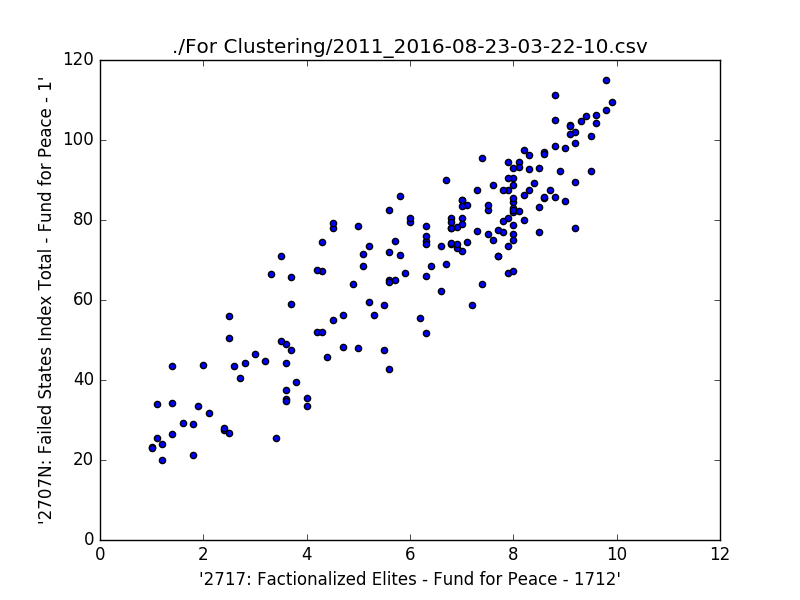 ./For Clustering/2011_2016-08-23-03-22-10.csv
'2707N: Failed States Index Total - Fund for Peace - 1'
120
100
80
60
40
20
0
0 2 4 6 8 10 12
'2717: Factionalized Elites - Fund for Peace - 1712'